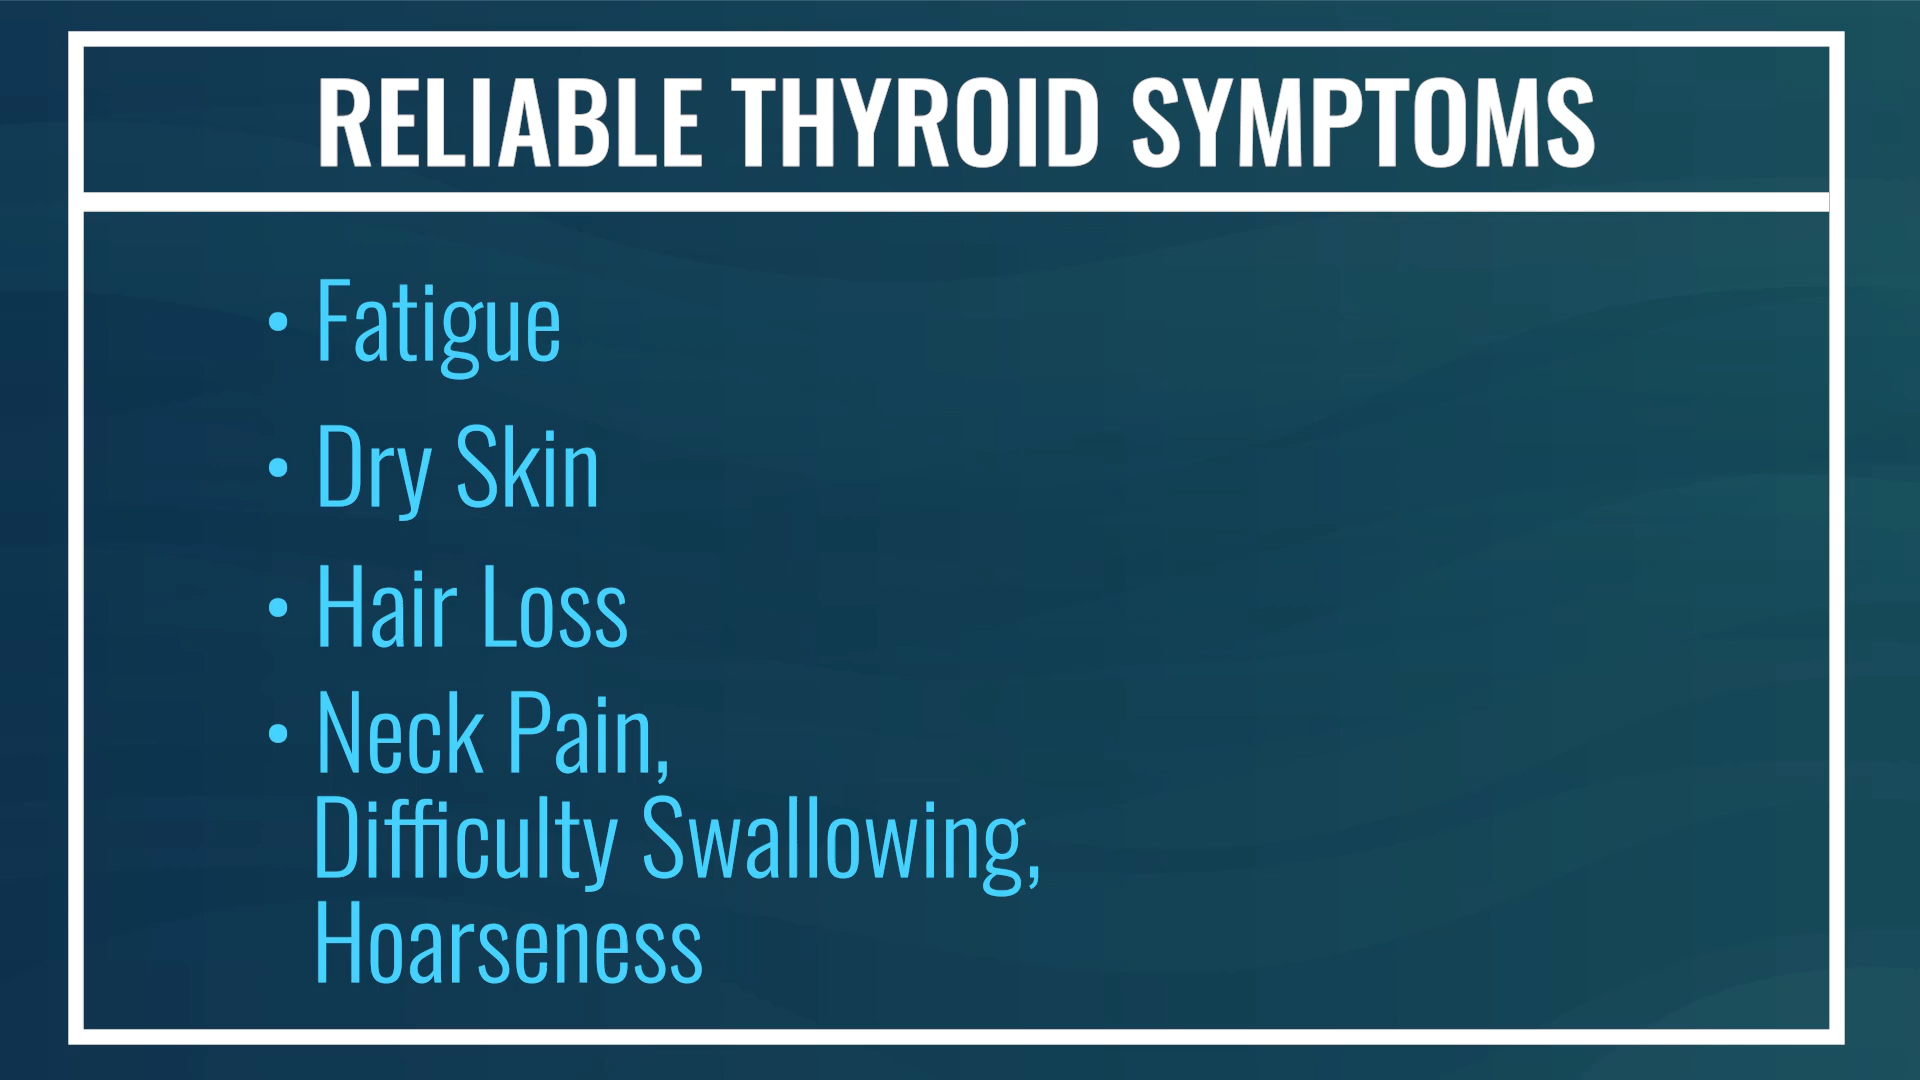 RELIABLE THYROID SYMPTOMS
• Fatigue
• Dry Skin
• Hair Loss
• Neck Pain,
Difficulty Swallowing,
Hoarseness